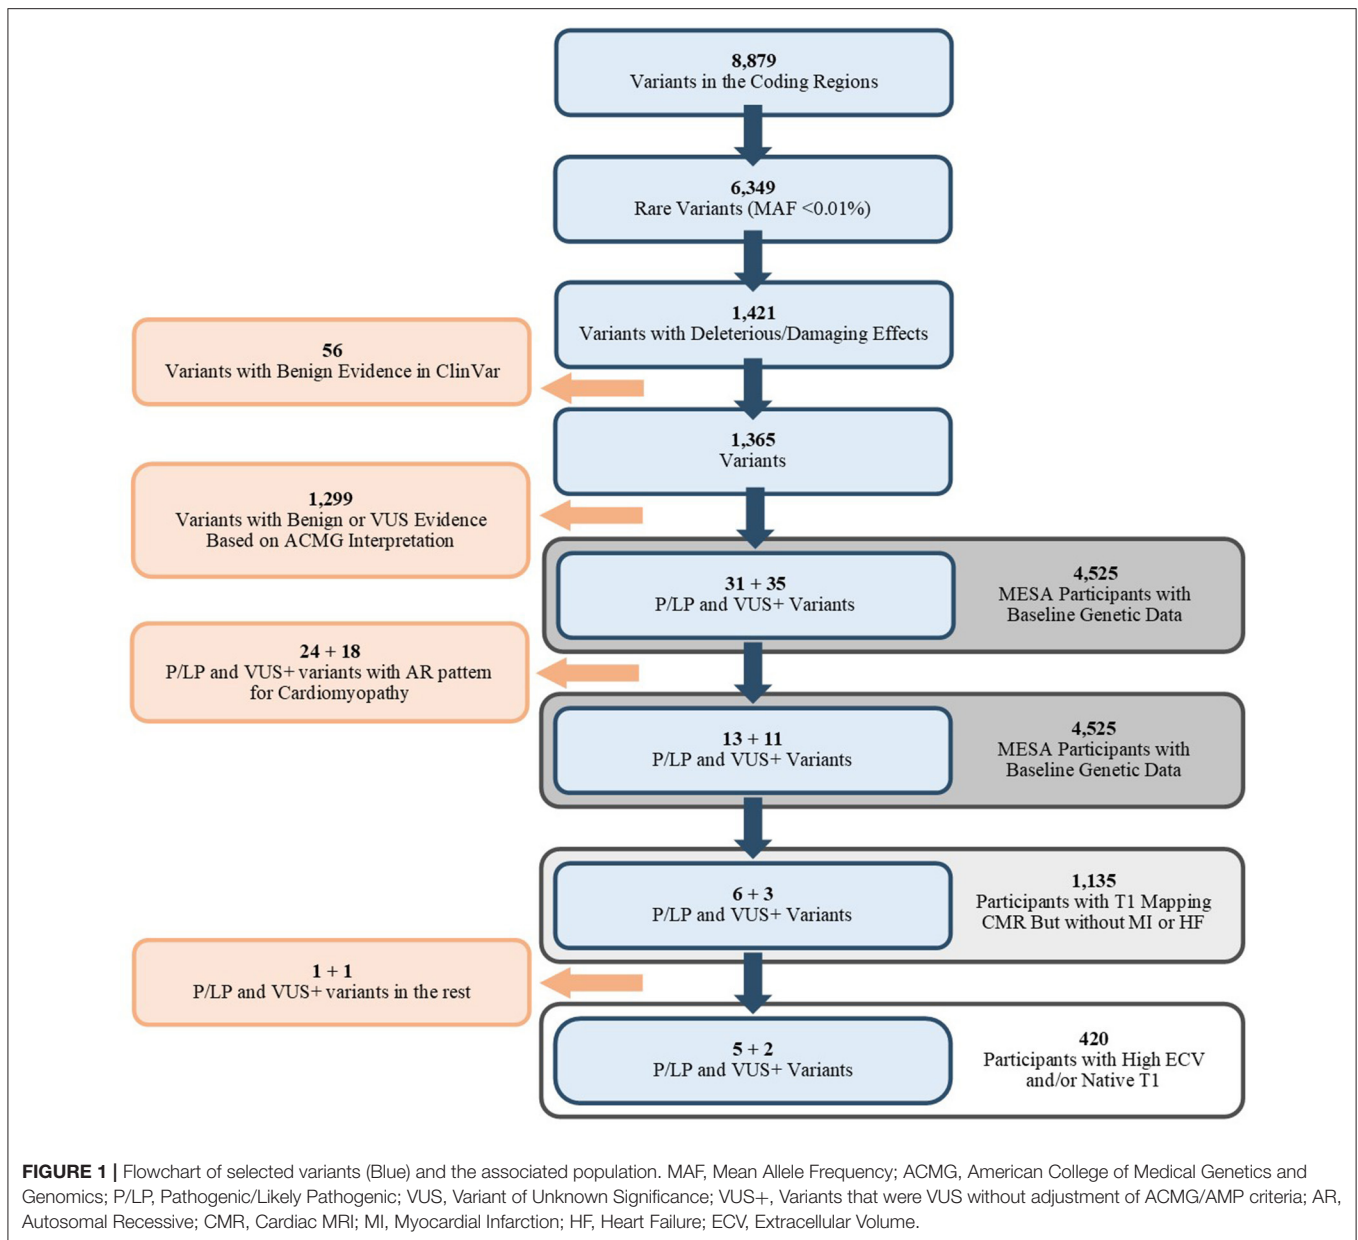 8,879
Variants in the Coding Regions
6,349
Rare Variants (MAF <0.01%)
1,421
Variants with Deleterious/Damaging Effects
56
Variants with Benign Evidence in ClinVar
1,365
Variants
1,299
Variants with Benign or VUS Evidence
Based on ACMG Interpretation
31 + 35
P/LP and VUS+ Variants
4,525
MESA Participants with
Baseline Genetic Data
24 + 18
P/LP and VUS+ variants with AR pattern
for Cardiomyopathy
13 + 11
P/LP and VUS+ Variants
4,525
MESA Participants with
Baseline Genetic Data
6 + 3
P/LP and VUS+ Variants
1,135
Participants with T1 Mapping
CMR But without MI or HF
1 + 1
P/LP and VUS+ variants in the rest
5 + 2
P/LP and VUS+ Variants
420
Participants with High ECV
and/or Native T1
FIGURE 1 | Flowchart of selected variants (Blue) and the associated population. MAF, Mean Allele Frequency; ACMG, American College of Medical Genetics and
Genomics; P/LP, Pathogenic/Likely Pathogenic; VUS, Variant of Unknown Significance; VUS+, Variants that were VUS without adjustment of ACMG/AMP criteria; AR,
Autosomal Recessive; CMR, Cardiac MRI; MI, Myocardial Infarction; HF, Heart Failure; ECV, Extracellular Volume.